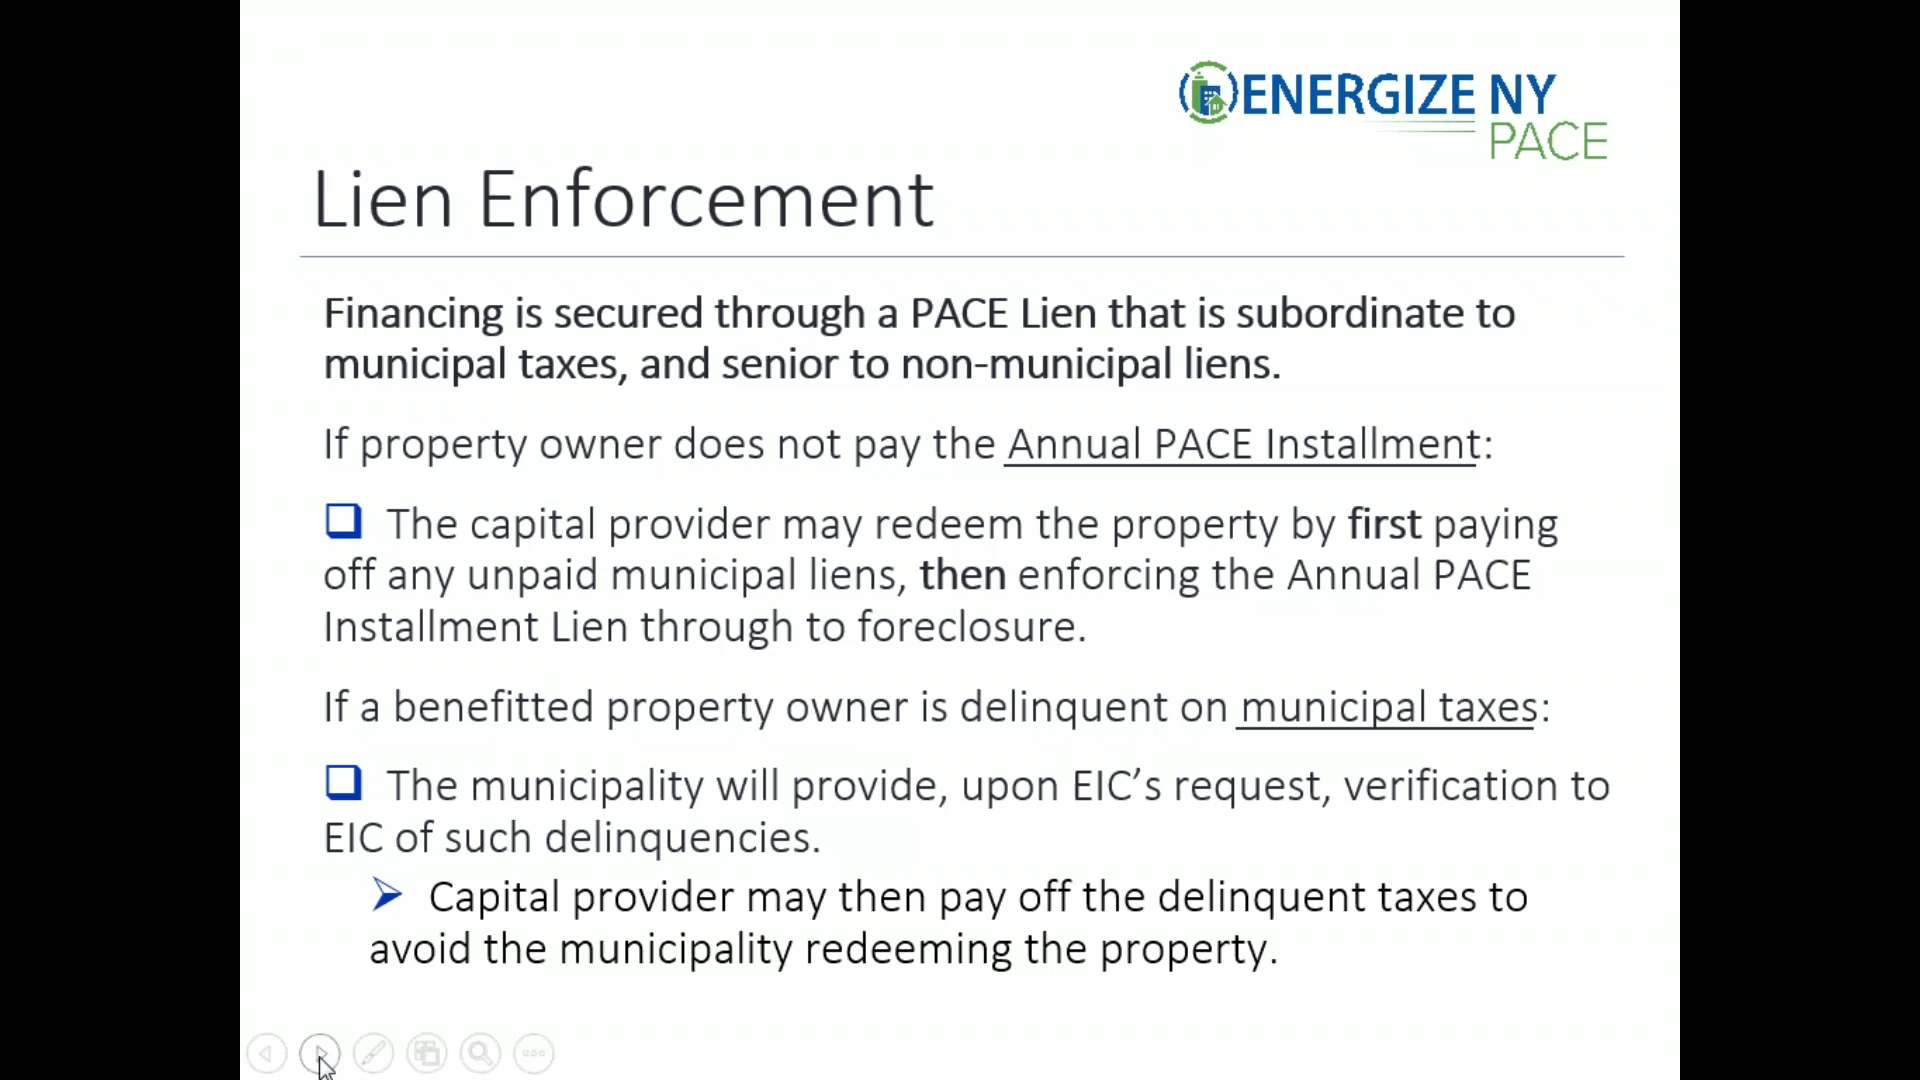 ENERGIZE NY
PACE
Lien Enforcement
Financing is secured through a PACE Lien that is subordinate to
municipal taxes, and senior to non-municipal liens.
If property owner does not pay the Annual PACE Installment:
The capital provider may redeem the property by first paying
off any unpaid municipal liens, then enforcing the Annual PACE
Installment Lien through to foreclosure.
If a benefitted property owner is delinquent on municipal taxes:
The municipality will provide, upon EIC’s request, verification to
EIC of such delinquencies.
Capital provider may then pay off the delinquent taxes to
avoid the municipality redeeming the property.